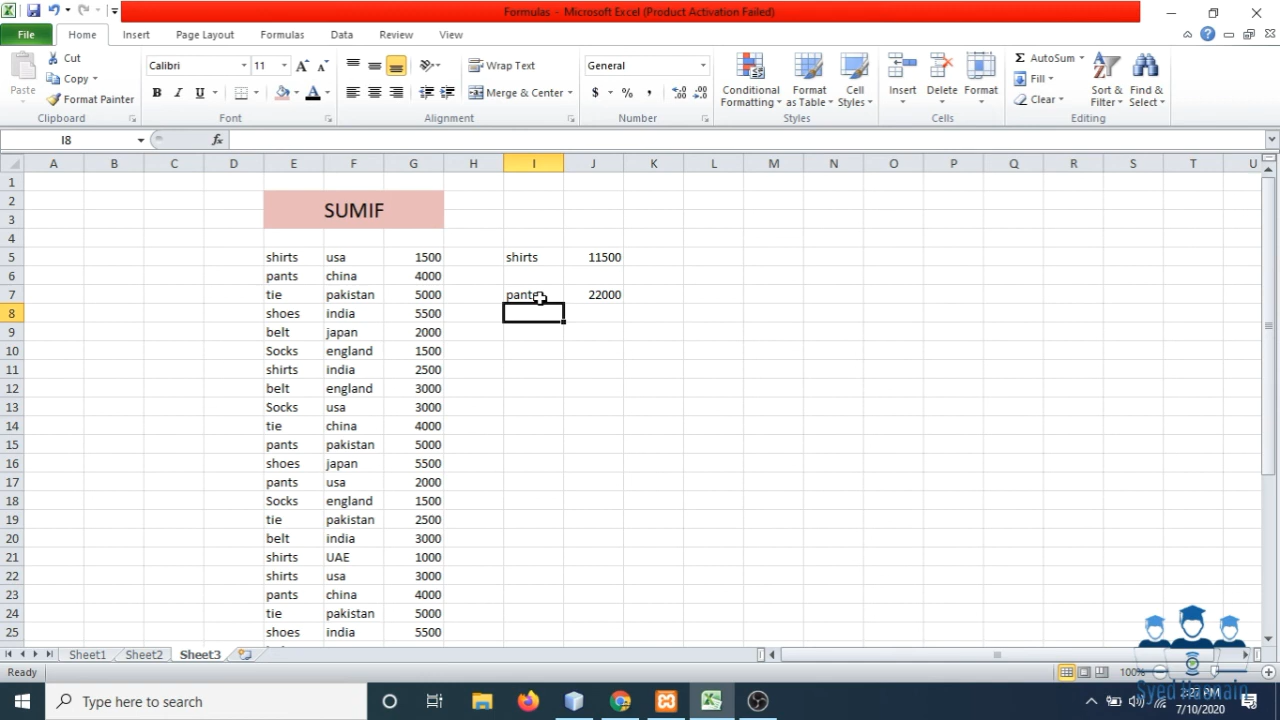 Formulas - Microsoft Excel (Product Activation Failed)
File Home Insert Page Layout Formulas Data Review View
Paste
Cut
Copy
Format Painter
Clipboard
Calibri 11
B I U A
Font
Wrap Text
Merge & Center
Alignment
General
$ % ,
Number
Conditional Formatting
Format as Table
Cell Styles
Styles
Insert Delete Format
Cells
AutoSum
Fill
Clear
Sort & Filter
Find & Select
Editing
I8 fx
A B C D E F G H I J K L M N O P Q R S T U
1
2
SUMIF
3
4
5 shirts usa 1500 shirts 11500
6 pants china 4000
7 tie pakistan 5000 pants 22000
8 shoes india 5500
9 belt japan 2000
10 Socks england 1500
11 shirts india 2500
12 belt england 3000
13 Socks usa 3000
14 tie china 4000
15 pants pakistan 5000
16 shoes japan 5500
17 pants usa 2000
18 Socks england 1500
19 tie pakistan 2500
20 belt india 3000
21 shirts UAE 1000
22 shirts usa 3000
23 pants china 4000
24 tie pakistan 5000
25 shoes india 5500
Sheet1 Sheet2 Sheet3
Ready 100%
Type here to search
7/10/2020